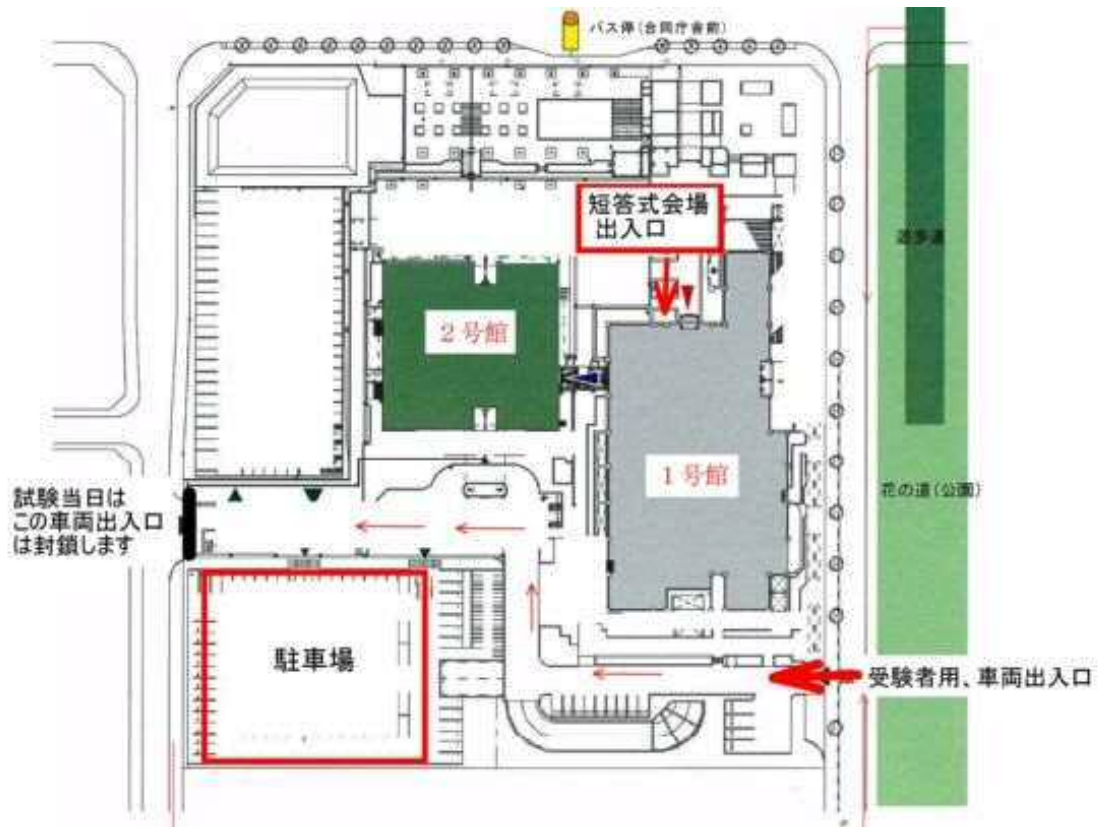 バス停(合同庁舎前)
短答式会場
出入口
遊歩道
2号館
1号館
花の道(公園)
試験当日は
この車両出入口
は封鎖します
駐車場
受験者用、車両出入口